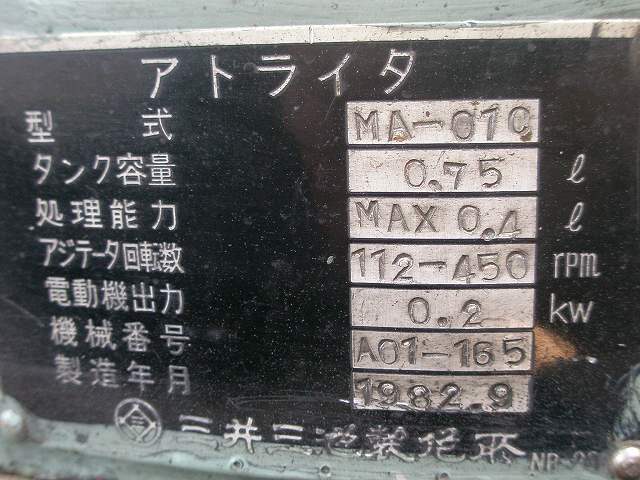 アトライタ
型式 MA-01C
タンク容量 0.75 ℓ
処理能力 MAX 0.4 ℓ
アジテータ回転数 112-450 rpm
電動機出力 0.2 kw
機械番号 A01-165
製造年月 1982.9
三井三池製作所